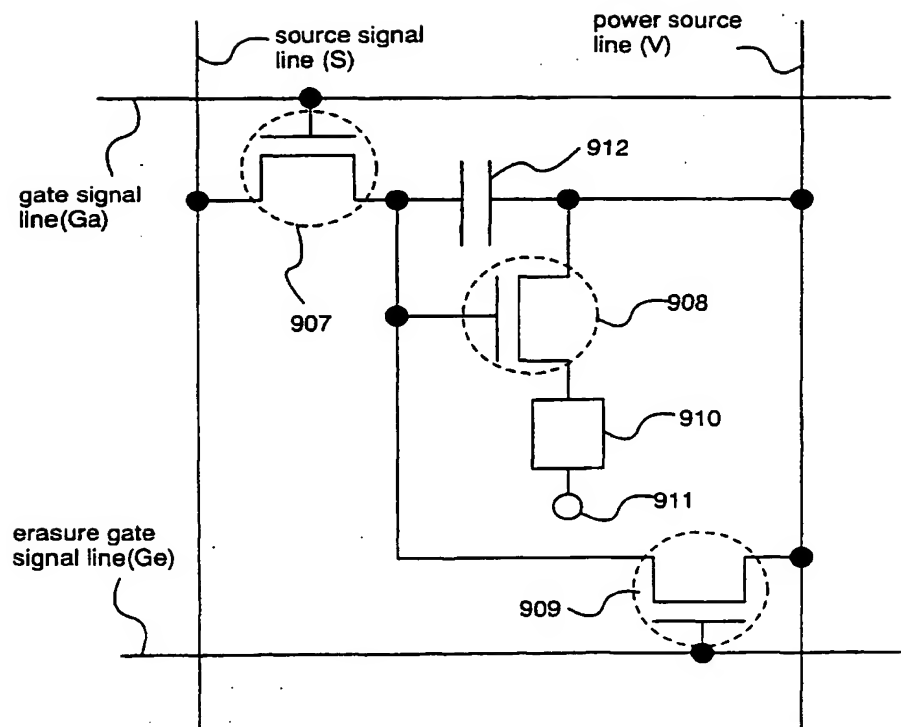 source signal
line (S)
power source
line (V)
912
gate signal
line(Ga)
907
908
910
911
erasure gate
signal line(Ge)
909